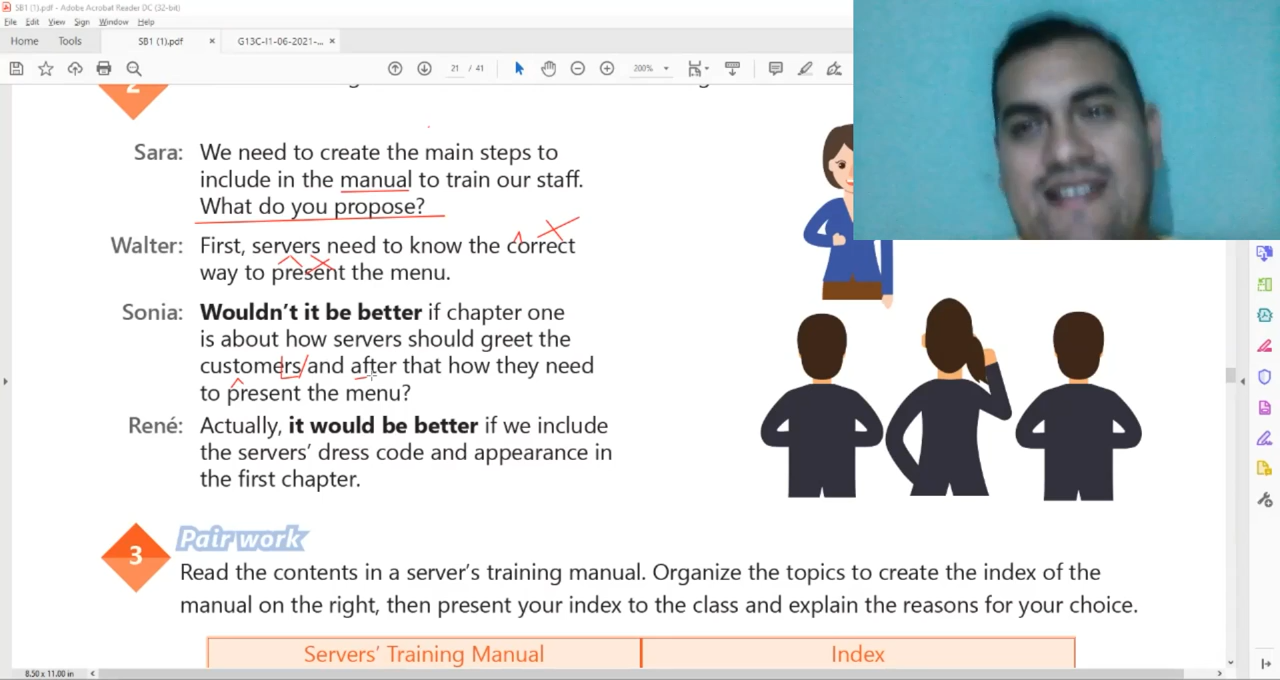 SB1 (1).pdf - Adobe Acrobat Reader DC (32-bit)
File Edit View Sign Window Help
Home Tools SB1 (1).pdf × G13C-I1-06-2021-... ×
21 / 41 200%
2
Sara: We need to create the main steps to
include in the manual to train our staff.
What do you propose?
Walter: First, servers need to know the correct
way to present the menu.
Sonia: Wouldn't it be better if chapter one
is about how servers should greet the
customers and after that how they need
to present the menu?
René: Actually, it would be better if we include
the servers' dress code and appearance in
the first chapter.
3 Pair work
Read the contents in a server's training manual. Organize the topics to create the index of the
manual on the right, then present your index to the class and explain the reasons for your choice.
Servers' Training Manual Index
8.50 x 11.00 in